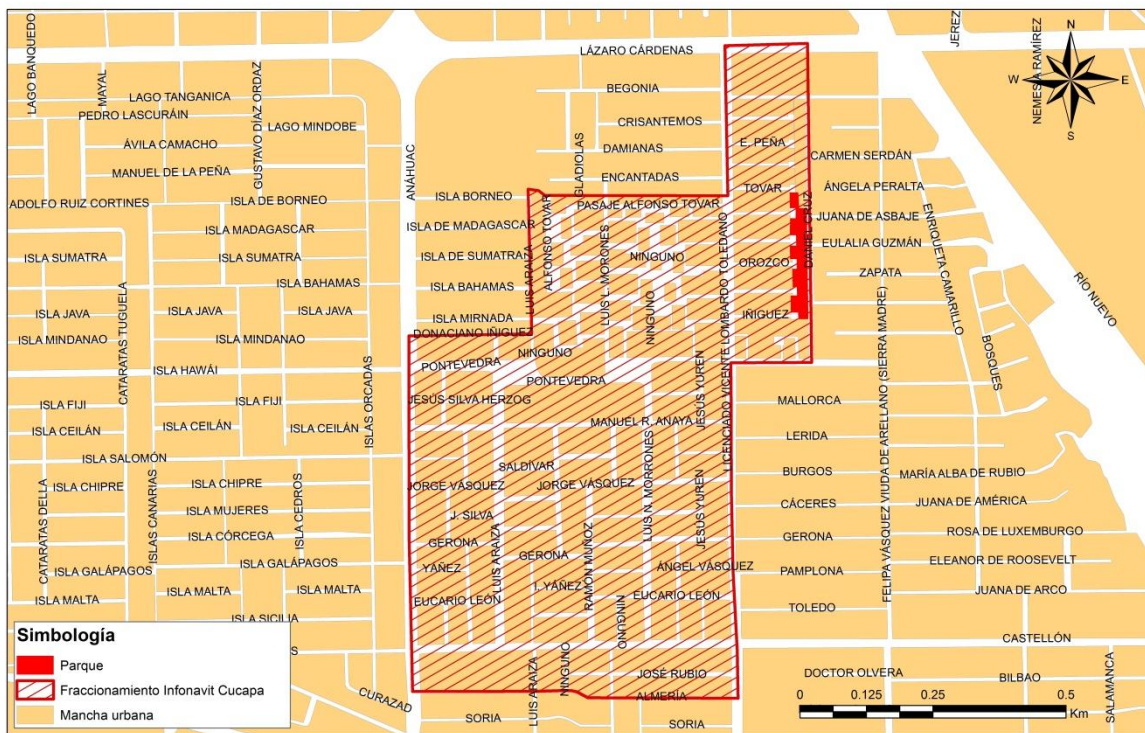 LAGO BANQUEDO
MAYAL
LAGO TANGANICA
PEDRO LASCURÁIN
GUSTAVO DÍAZ ORDAZ
LAGO MINDOBE
ÁVILA CAMACHO
MANUEL DE LA PEÑA
ADOLFO RUIZ CORTINES
ISLA DE BORNEO
ISLA MADAGASCAR
ISLA SUMATRA
ISLA SUMATRA
ISLA BAHAMAS
CATARATAS TUGUELA
ISLA JAVA
ISLA JAVA
ISLA JAVA
ISLA MINDANAO
ISLA MINDANAO
ISLA HAWÁI
ISLAS ORCADAS
ISLA FIJI
ISLA FIJI
ISLA CEILÁN
ISLA CEILÁN
ISLA CEILÁN
ISLA SALOMÓN
CATARATAS DELLA
ISLA CHIPRE
ISLAS CANARIAS
ISLA CHIPRE
ISLA CEDROS
ISLA MUJERES
ISLA CÓRCEGA
ISLA GALÁPAGOS
ISLA GALÁPAGOS
ISLA MALTA
ISLA MALTA
ISLA MALTA
ISLA SICILIA
S
CURAZAD
ANÁHUAC
LÁZARO CÁRDENAS
BEGONIA
GLADIOLAS
CRISANTEMOS
DAMIANAS
ENCANTADAS
E. PEÑA
TOVAR
ISLA BORNEO
PASAJE ALFONSO TOVAR
ISLA DE MADAGASCAR
ISLA DE SUMATRA
LUIS ARAIZA
ALFONSO TOVAR
LUIS L. MORONES
NINGUNO
OROZCO
DANIEL CRUZ
ISLA BAHAMAS
NINGUNO
LICENCIADO VICENTE LOMBARDO TOLEDANO
IÑIGUEZ
ISLA MIRNADA
DONACIANO IÑIGUEZ
NINGUNO
PONTEVEDRA
PONTEVEDRA
JESÚS YUREN
JESÚS SILVA HERZOG
MANUEL R. ANAYA
SALDÍVAR
JORGE VÁSQUEZ
JORGE VÁSQUEZ
LUIS N. MORRONES
JESÚS YUREN
J. SILVA
GERONA
LUIS ARAIZA
GERONA
RAMÓN MUÑOZ
YÁÑEZ
ÁNGEL VÁSQUEZ
I. YÁÑEZ
EUCARIO LEÓN
EUCARIO LEÓN
NINGUNO
LUIS ARAIZA
NINGUNO
JOSÉ RUBIO
ALMERÍA
SORIA
SORIA
JEREZ
NEMESIA RAMÍREZ
N
W
E
S
CARMEN SERDÁN
ÁNGELA PERALTA
JUANA DE ASBAJE
EULALIA GUZMÁN
ENRIQUETA CAMARILLO
ZAPATA
RÍO NUEVO
BOSQUES
FELIPA VÁSQUEZ VIUDA DE ARELLANO (SIERRA MADRE)
MALLORCA
LERIDA
BURGOS
MARÍA ALBA DE RUBIO
CÁCERES
JUANA DE AMÉRICA
GERONA
ROSA DE LUXEMBURGO
PAMPLONA
ELEANOR DE ROOSEVELT
TOLEDO
JUANA DE ARCO
CASTELLÓN
DOCTOR OLVERA
BILBAO
SALAMANCA
0 0.125 0.25 0.5
Km
Simbología
Parque
Fraccionamiento Infonavit Cucapa
Mancha urbana